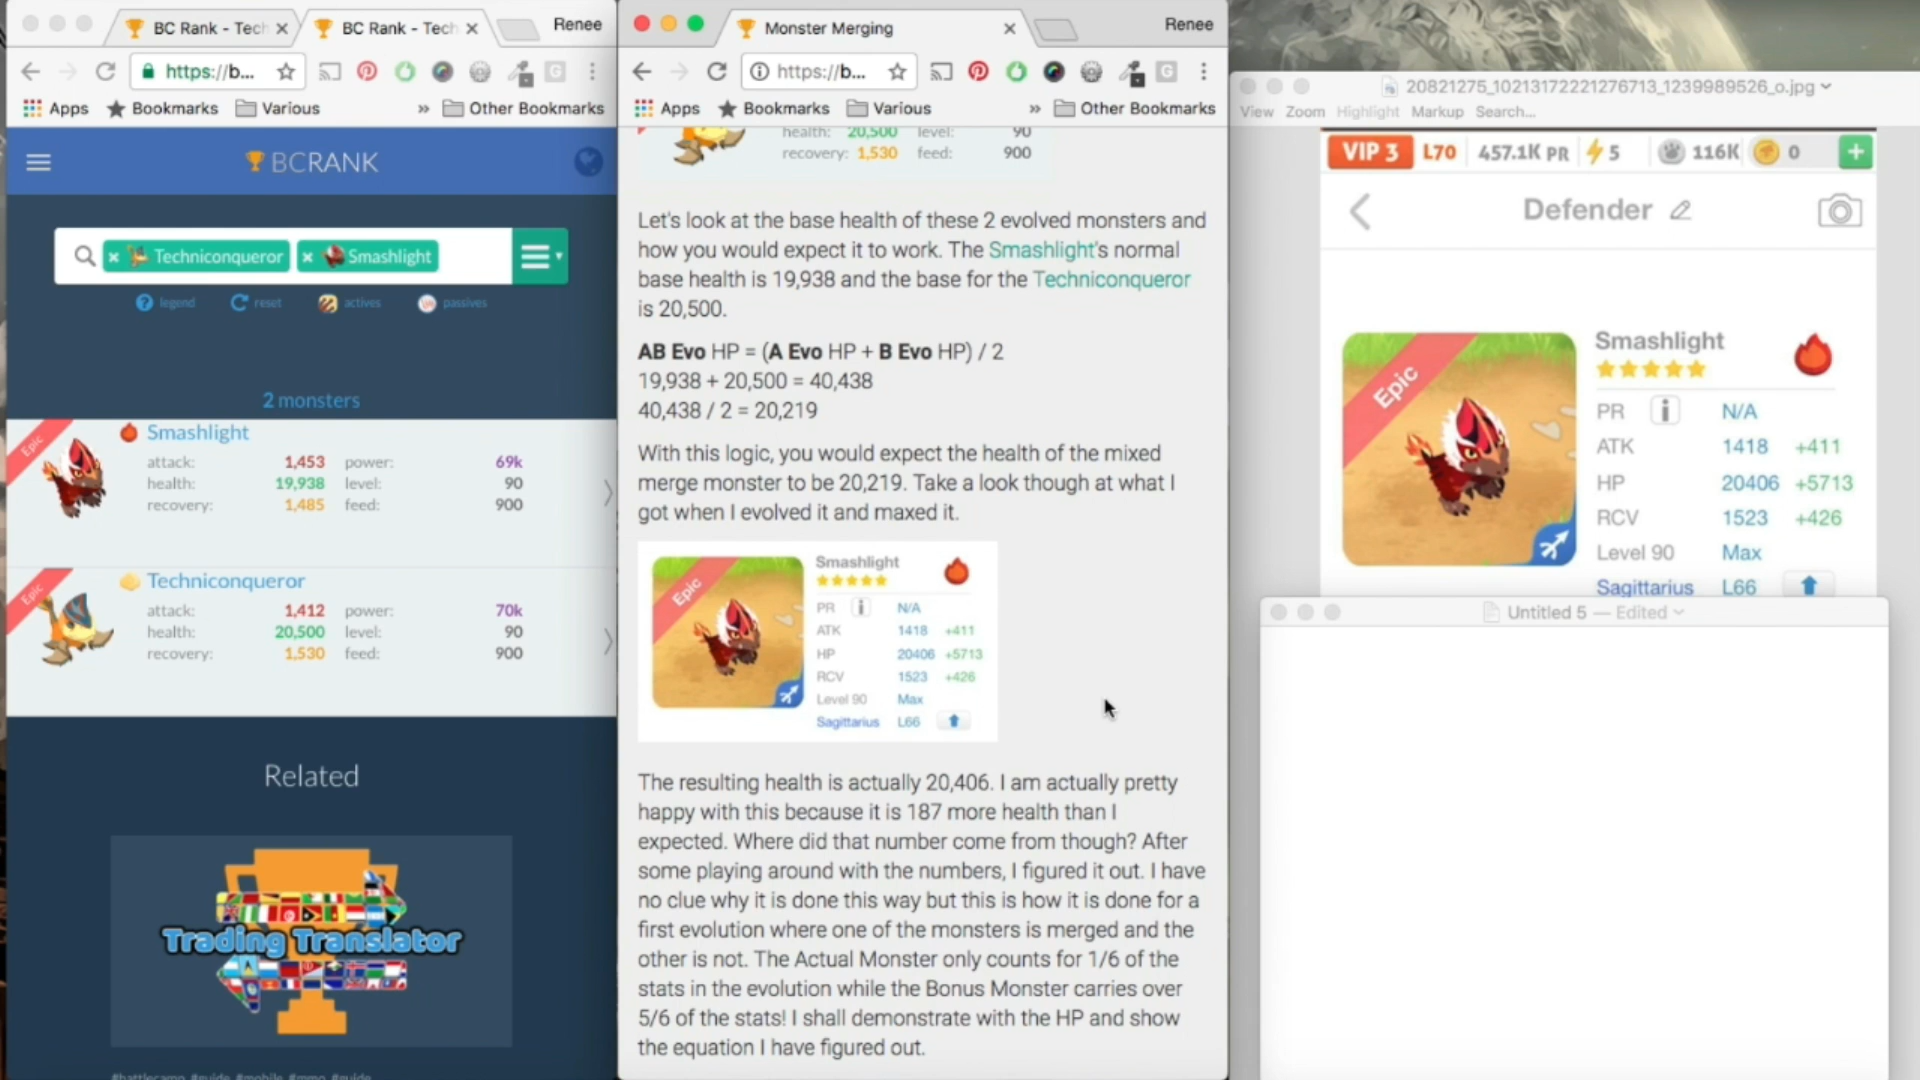 BC Rank - Tech
BC Rank - Tech
Renee
https://b...
Apps
Bookmarks
Various
»
Other Bookmarks
BCRANK
Techniconqueror
Smashlight
legend
reset
actives
passives
2 monsters
Epic
Smashlight
attack: 1,453 power: 69k
health: 19,938 level: 90
recovery: 1,485 feed: 900
Epic
Techniconqueror
attack: 1,412 power: 70k
health: 20,500 level: 90
recovery: 1,530 feed: 900
Related
Trading Translator
#battlecamp #guide #mobile #mmo #guide
Monster Merging
Renee
https://b...
Apps
Bookmarks
Various
»
Other Bookmarks
health: 20,500 level: 90
recovery: 1,530 feed: 900
Let's look at the base health of these 2 evolved monsters and
how you would expect it to work. The Smashlight's normal
base health is 19,938 and the base for the Techniconqueror
is 20,500.
AB Evo HP = (A Evo HP + B Evo HP) / 2
19,938 + 20,500 = 40,438
40,438 / 2 = 20,219
With this logic, you would expect the health of the mixed
merge monster to be 20,219. Take a look though at what I
got when I evolved it and maxed it.
Epic
Smashlight
PR i N/A
ATK 1418 +411
HP 20406 +5713
RCV 1523 +426
Level 90 Max
Sagittarius L66
The resulting health is actually 20,406. I am actually pretty
happy with this because it is 187 more health than I
expected. Where did that number come from though? After
some playing around with the numbers, I figured it out. I have
no clue why it is done this way but this is how it is done for a
first evolution where one of the monsters is merged and the
other is not. The Actual Monster only counts for 1/6 of the
stats in the evolution while the Bonus Monster carries over
5/6 of the stats! I shall demonstrate with the HP and show
the equation I have figured out.
20821275_10213172221276713_1239989526_o.jpg
View Zoom Highlight Markup Search...
VIP 3 L70 457.1K PR 5 116K 0 +
Defender
Epic
Smashlight
PR i N/A
ATK 1418 +411
HP 20406 +5713
RCV 1523 +426
Level 90 Max
Sagittarius L66
Untitled 5 — Edited